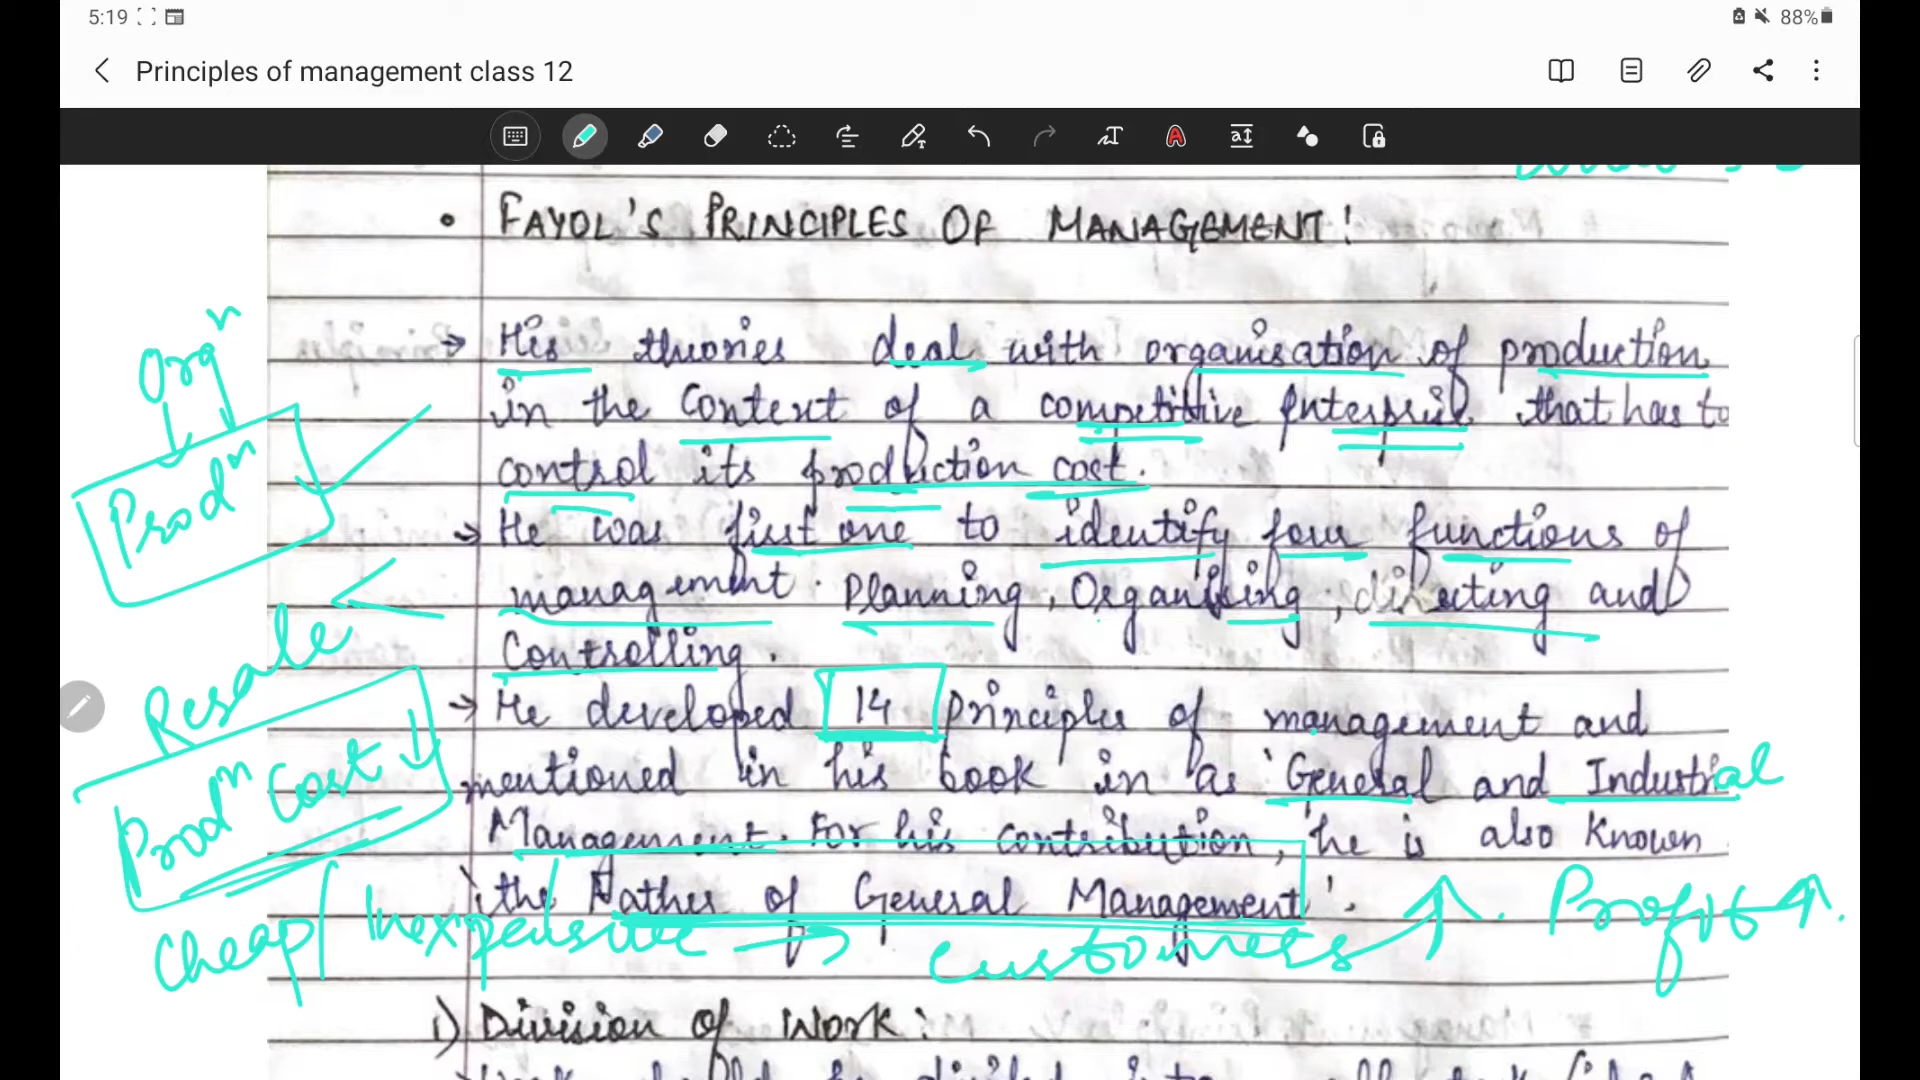 5:19
88%
Principles of management class 12
• FAYOL'S PRINCIPLES OF MANAGEMENT!
→ His theories deal with organisation of production
in the context of a competitive enterprise that has to
control its production cost.
→ He was first one to identify four functions of
management. Planning, Organising, directing and
Controlling.
→ He developed 14 Principles of management and
mentioned in his book in as 'General and Industrial
Management. For his contribution, he is also known
'the Father of General Management'.
i) Division of Work:
Orgⁿ
Prodⁿ
Resale
Prodⁿ Cost ↓
Cheap/Inexpensive → customers ↑. Profit ↑.